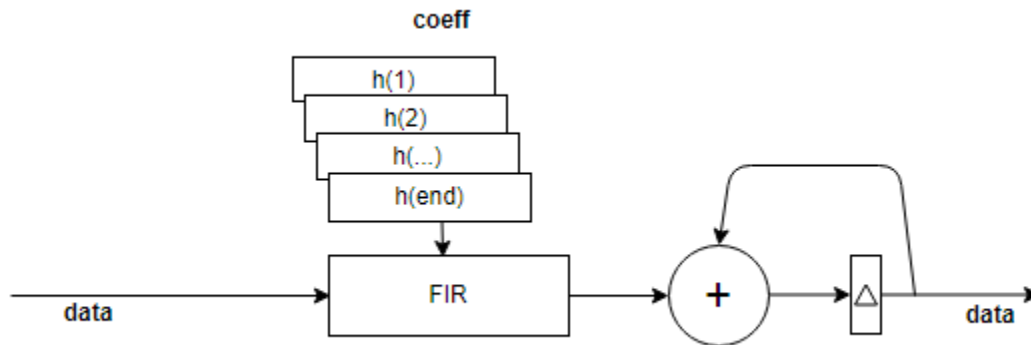 coeff
h(1)
h(2)
h(...)
h(end)
FIR
+
data
data